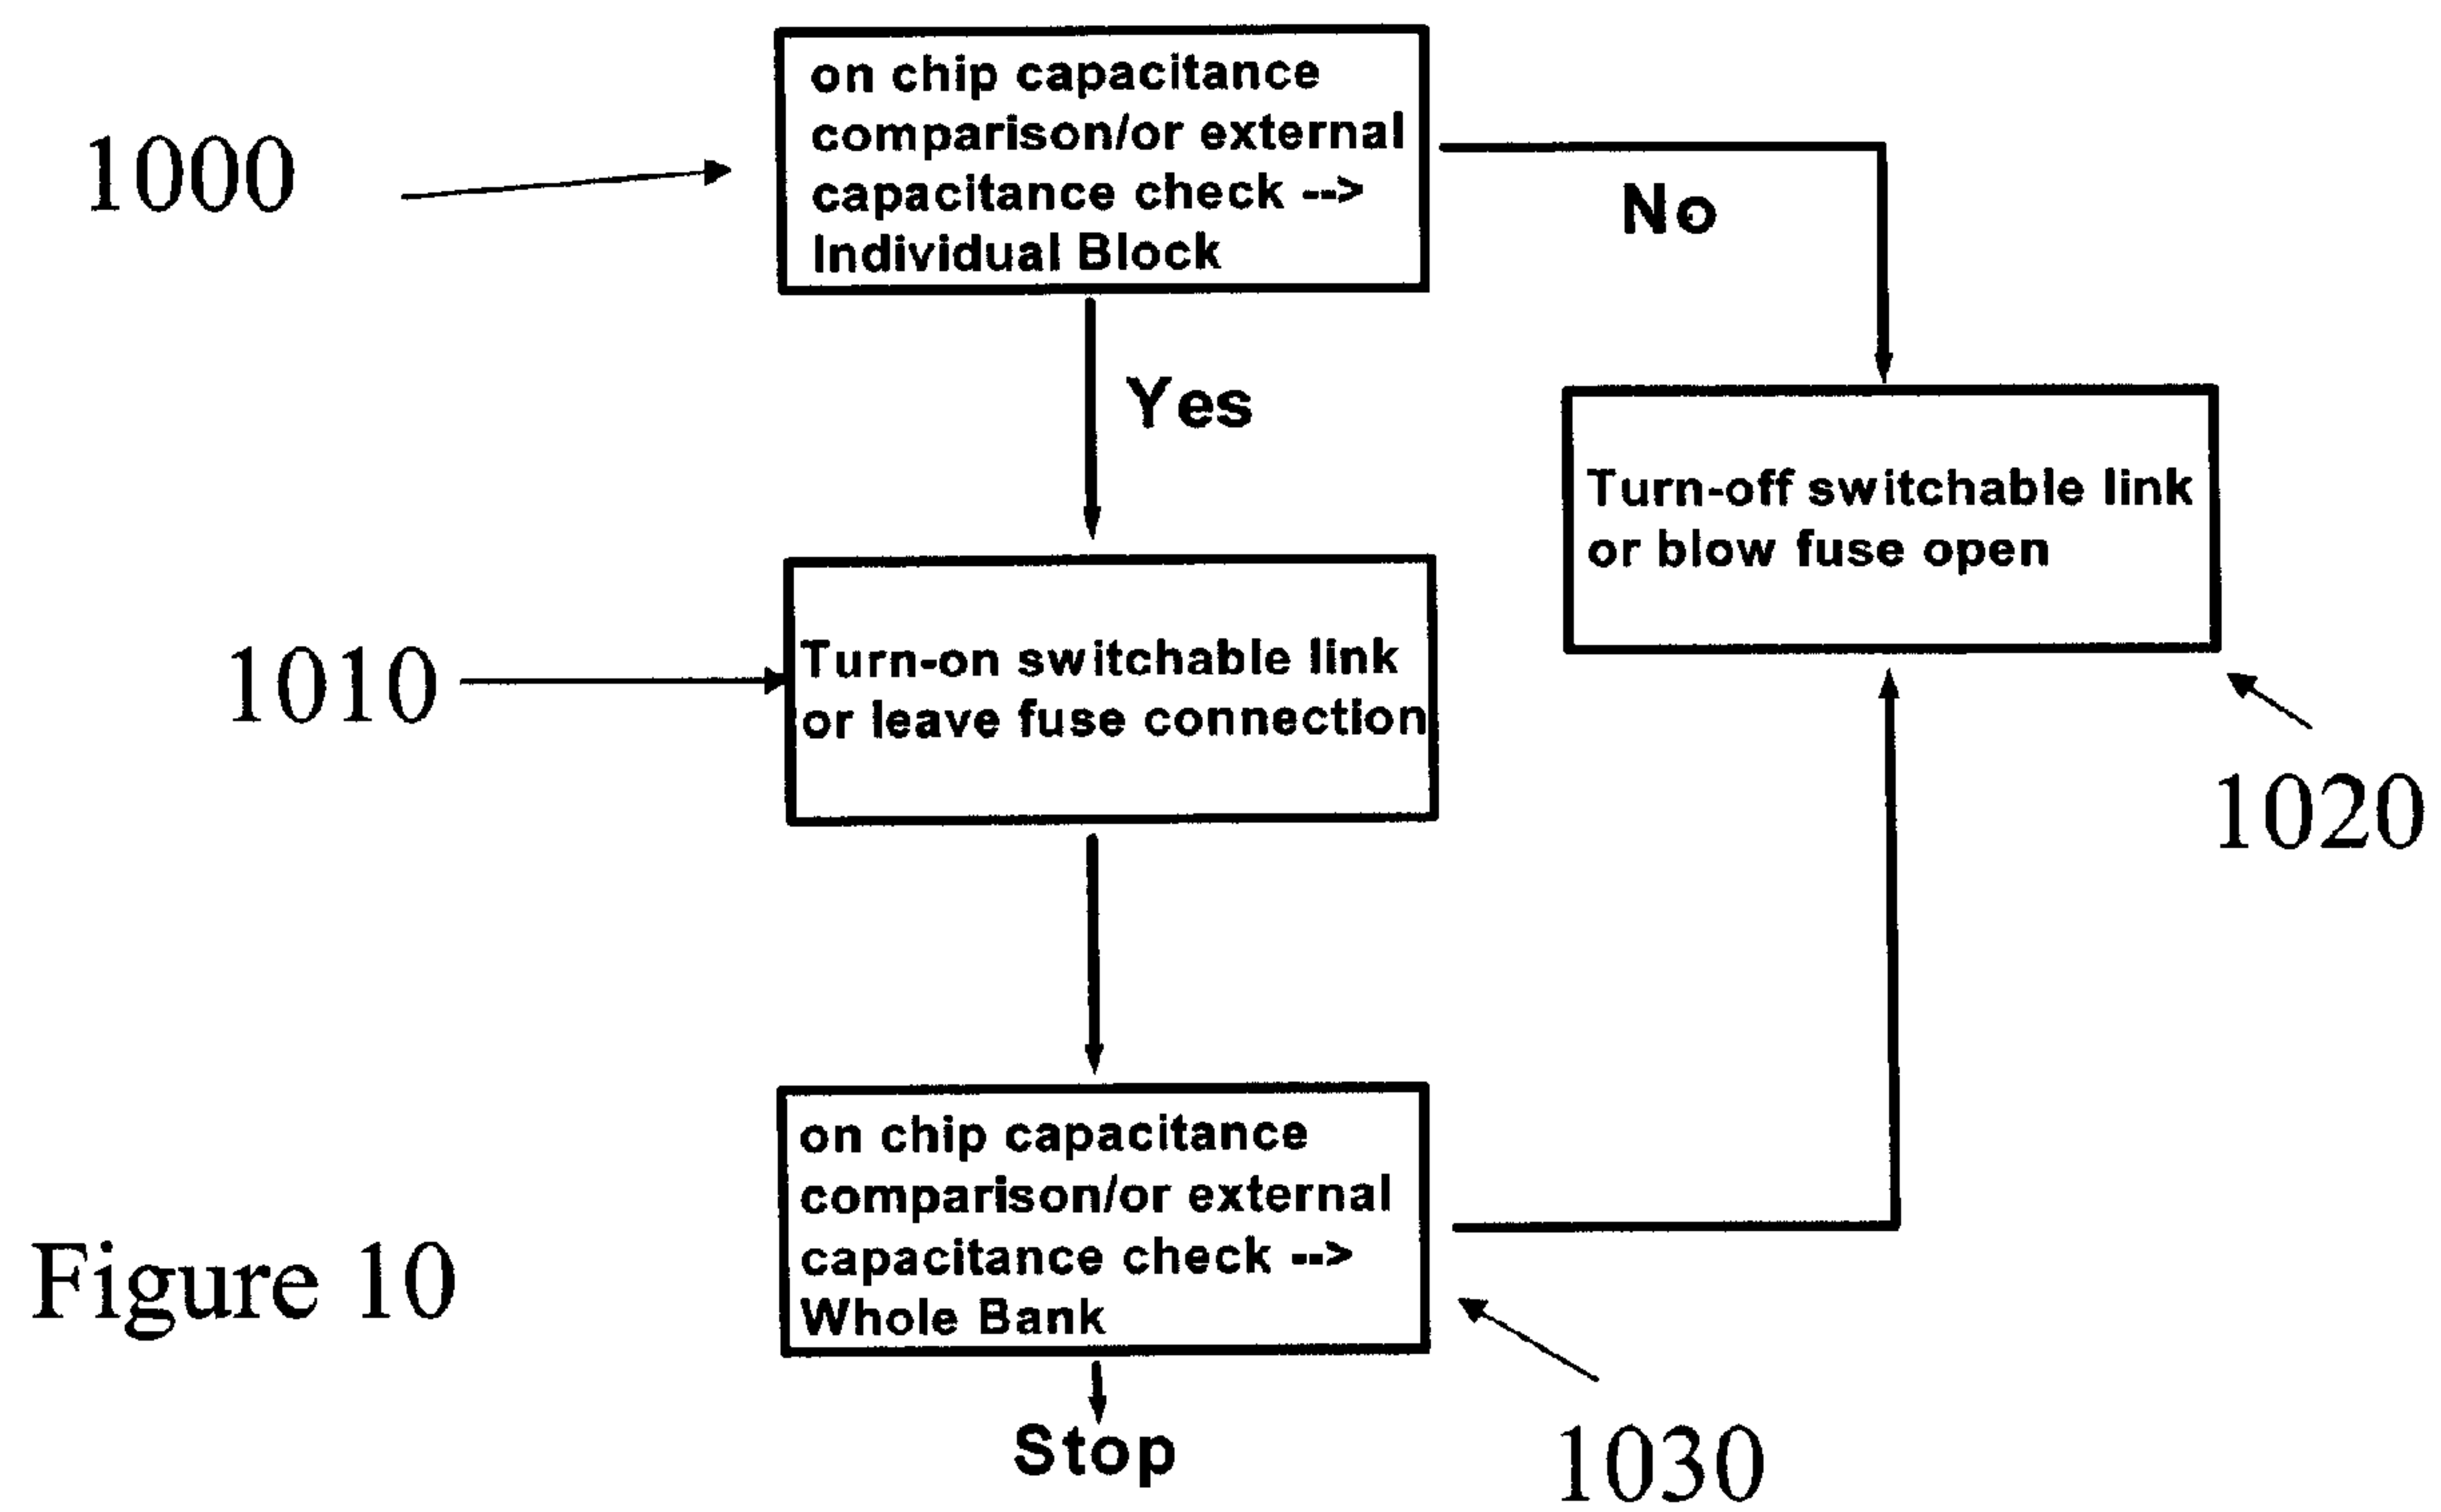 on chip capacitance
comparison/or external
capacitance check -->
Individual Block
1000
No
Yes
Turn-off switchable link
or blow fuse open
1010
Turn-on switchable link
or leave fuse connection
1020
on chip capacitance
comparison/or external
capacitance check -->
Whole Bank
Figure 10
Stop
1030